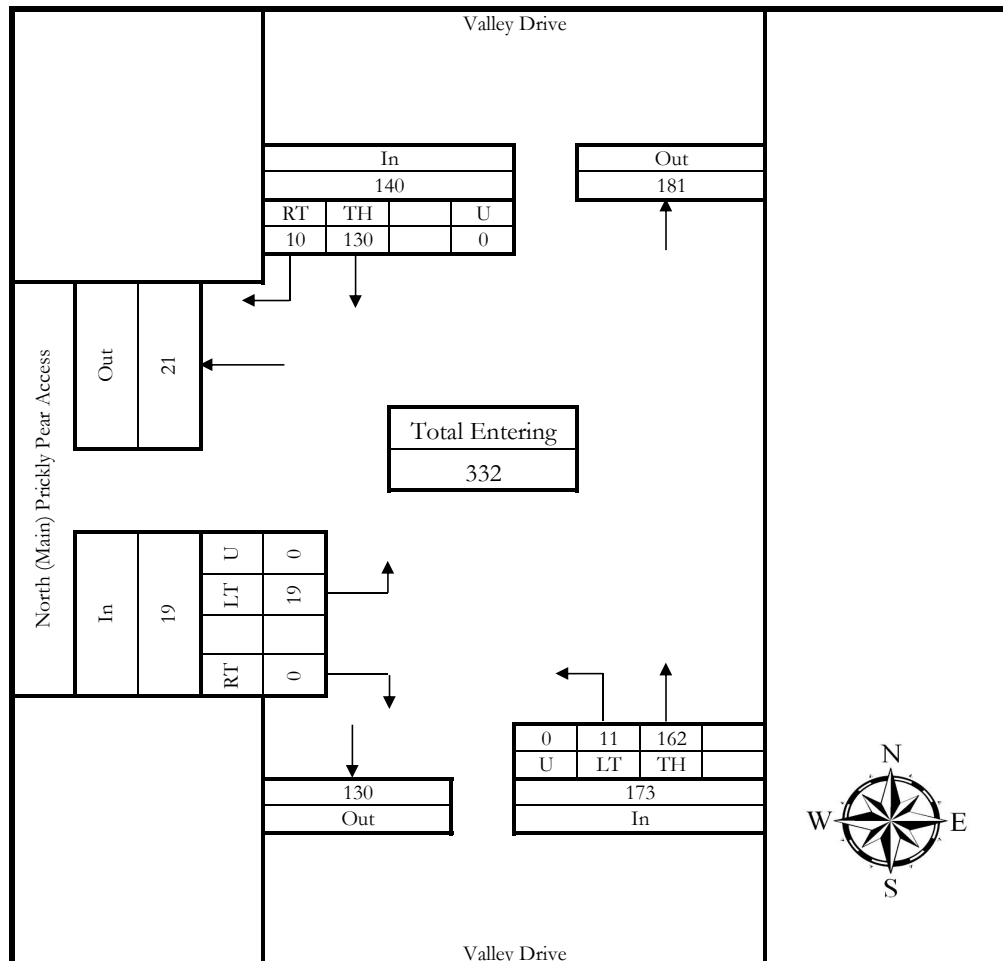 Valley Drive
In
Out
140
181
RT TH U
10 130 0
North (Main) Prickly Pear Access
Out
21
Total Entering
332
In
19
U 0
LT 19
RT 0
0 11 162
U LT TH
130
Out
173
In
N
W E
S
Valley Drive